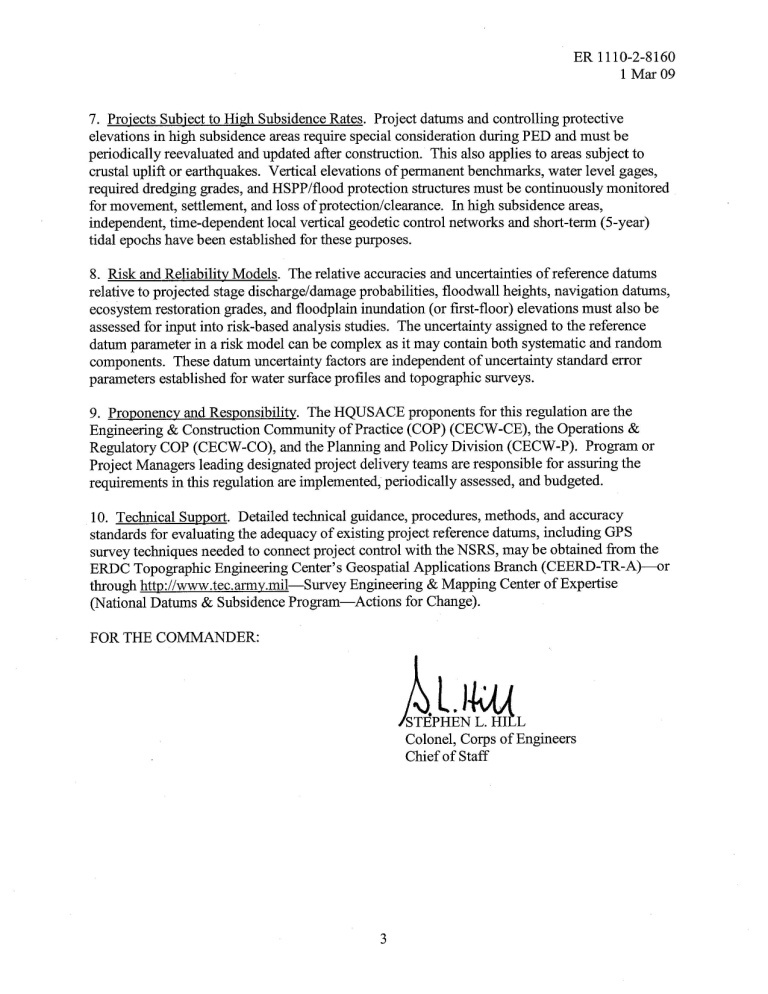 ER 1110-2-8160
1 Mar 09
7. Projects Subject to High Subsidence Rates. Project datums and controlling protective
elevations in high subsidence areas require special consideration during PED and must be
periodically reevaluated and updated after construction. This also applies to areas subject to
crustal uplift or earthquakes. Vertical elevations of permanent benchmarks, water level gages,
required dredging grades, and HSPP/flood protection structures must be continuously monitored
for movement, settlement, and loss of protection/clearance. In high subsidence areas,
independent, time-dependent local vertical geodetic control networks and short-term (5-year)
tidal epochs have been established for these purposes.
8. Risk and Reliability Models. The relative accuracies and uncertainties of reference datums
relative to projected stage discharge/damage probabilities, floodwall heights, navigation datums,
ecosystem restoration grades, and floodplain inundation (or first-floor) elevations must also be
assessed for input into risk-based analysis studies. The uncertainty assigned to the reference
datum parameter in a risk model can be complex as it may contain both systematic and random
components. These datum uncertainty factors are independent of uncertainty standard error
parameters established for water surface profiles and topographic surveys.
9. Proponency and Responsibility. The HQUSACE proponents for this regulation are the
Engineering & Construction Community of Practice (COP) (CECW-CE), the Operations &
Regulatory COP (CECW-CO), and the Planning and Policy Division (CECW-P). Program or
Project Managers leading designated project delivery teams are responsible for assuring the
requirements in this regulation are implemented, periodically assessed, and budgeted.
10. Technical Support. Detailed technical guidance, procedures, methods, and accuracy
standards for evaluating the adequacy of existing project reference datums, including GPS
survey techniques needed to connect project control with the NSRS, may be obtained from the
ERDC Topographic Engineering Center's Geospatial Applications Branch (CEERD-TR-A)—or
through http://www.tec.army.mil—Survey Engineering & Mapping Center of Expertise
(National Datums & Subsidence Program—Actions for Change).
FOR THE COMMANDER:
S.L. Hill
STEPHEN L. HILL
Colonel, Corps of Engineers
Chief of Staff
3